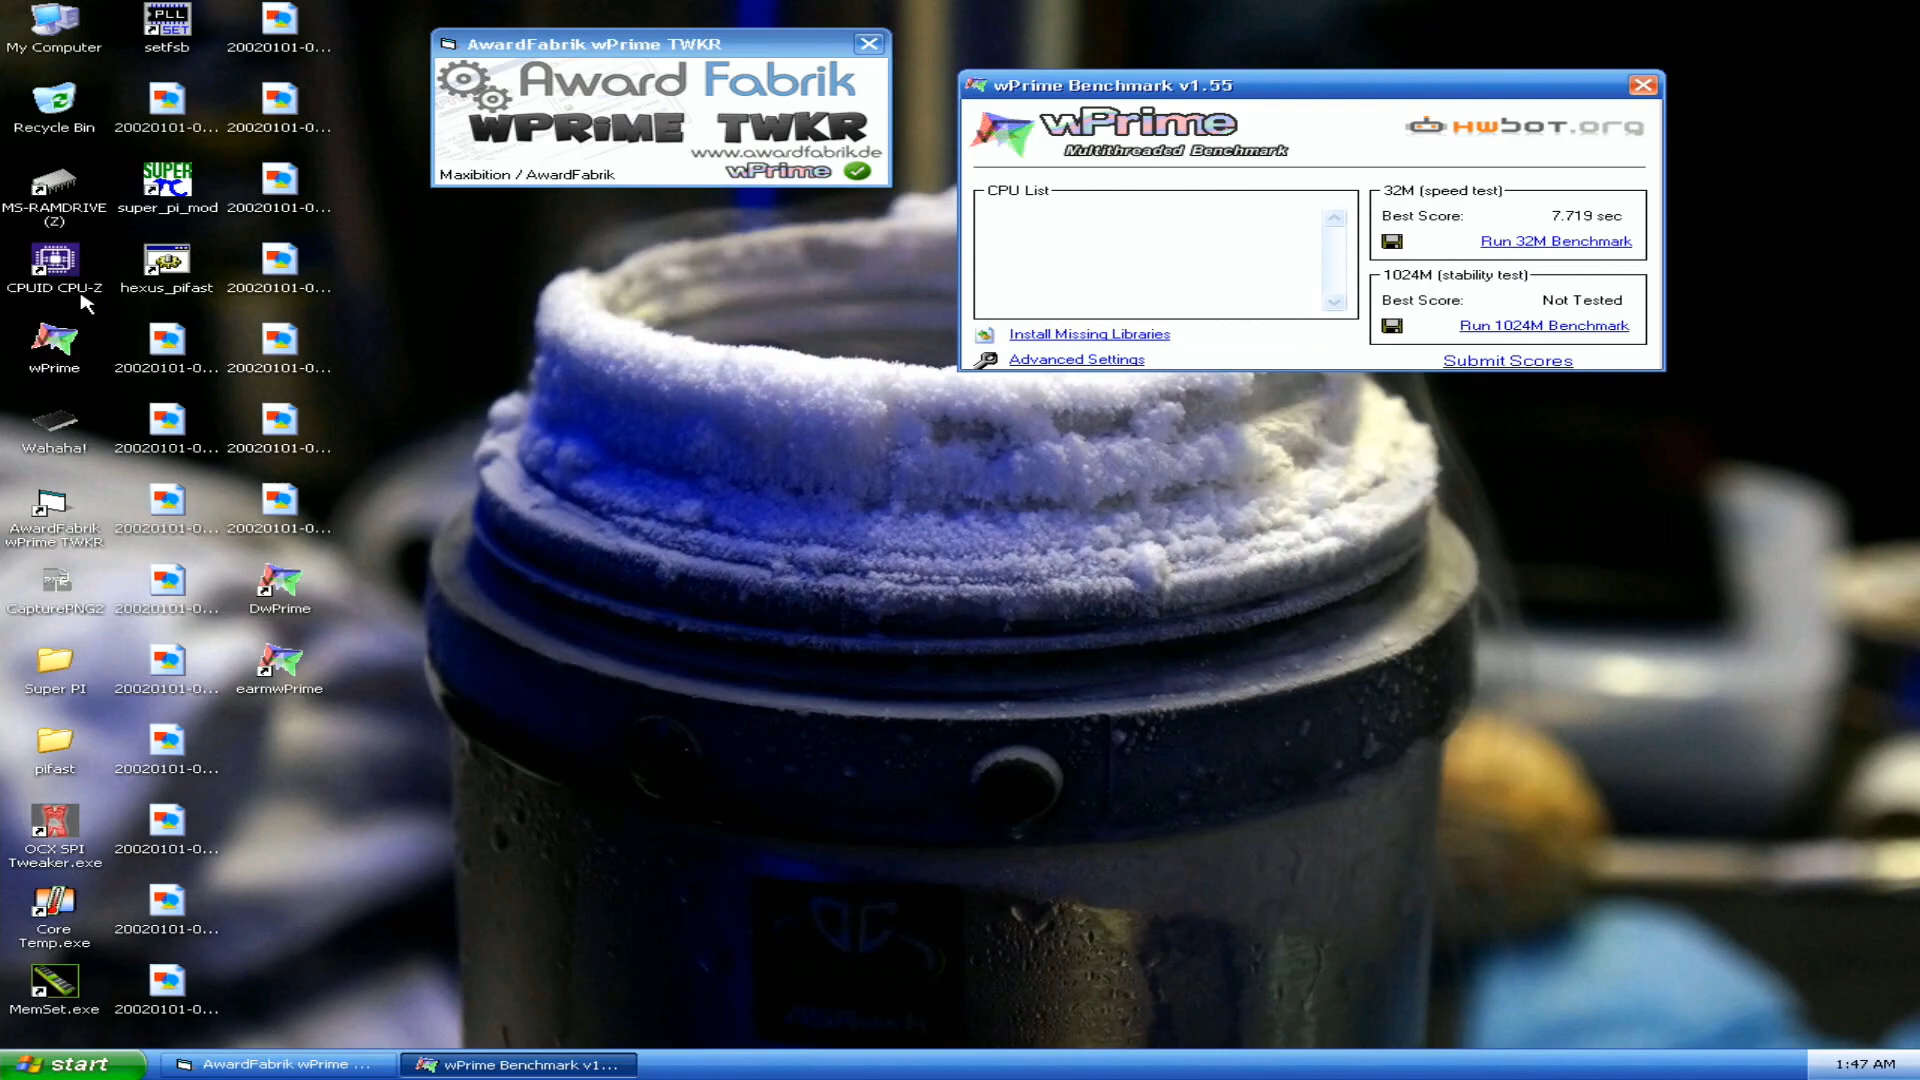 My Computer
setfsb
20020101-0...
Recycle Bin
20020101-0...
20020101-0...
MS-RAMDRIVE (Z)
super_pi_mod
20020101-0...
CPUID CPU-Z
hexus_pifast
20020101-0...
wPrime
20020101-0...
20020101-0...
Wahaha!
20020101-0...
20020101-0...
AwardFabrik wPrime TWKR
20020101-0...
20020101-0...
CapturePNG2
20020101-0...
DwPrime
Super PI
20020101-0...
earmwPrime
pifast
20020101-0...
OCX SPI Tweaker.exe
20020101-0...
Core Temp.exe
20020101-0...
MemSet.exe
20020101-0...
PLL
SET
SUPER
AwardFabrik wPrime TWKR
Award Fabrik
WPRiME TWKR
www.awardfabrik.de
Maxibition / AwardFabrik
wPrime
wPrime Benchmark v1.55
wPrime
Multithreaded Benchmark
HWBOT.org
CPU List
32M (speed test)
Best Score: 7.719 sec
Run 32M Benchmark
1024M (stability test)
Best Score: Not Tested
Run 1024M Benchmark
Install Missing Libraries
Advanced Settings
Submit Scores
start
AwardFabrik wPrime ...
wPrime Benchmark v1...
1:47 AM